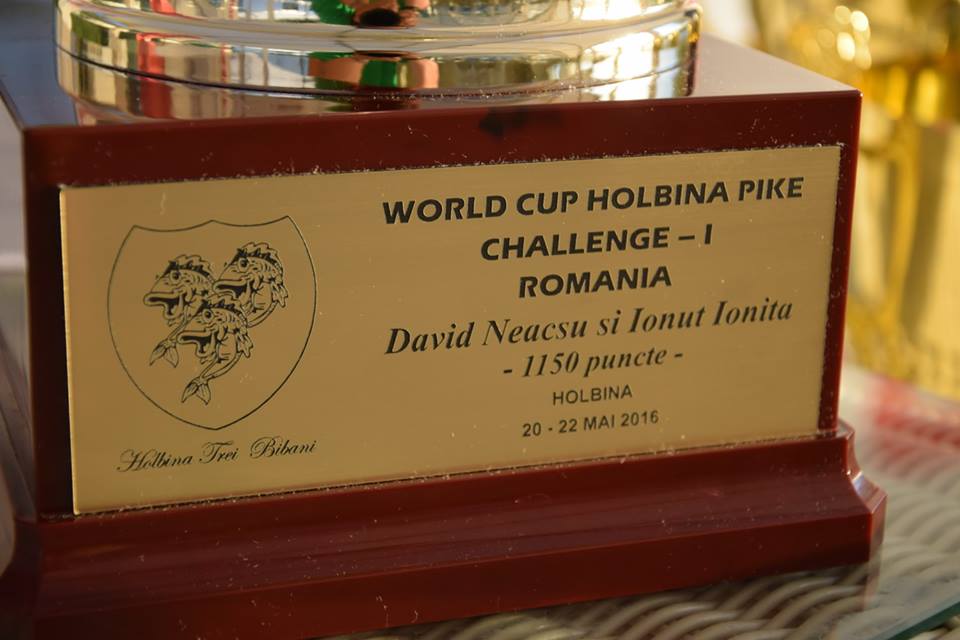 WORLD CUP HOLBINA PIKE
CHALLENGE – I
ROMANIA
David Neacsu si Ionut Ionita
- 1150 puncte -
HOLBINA
20 - 22 MAI 2016
Holbina Trei Bibani